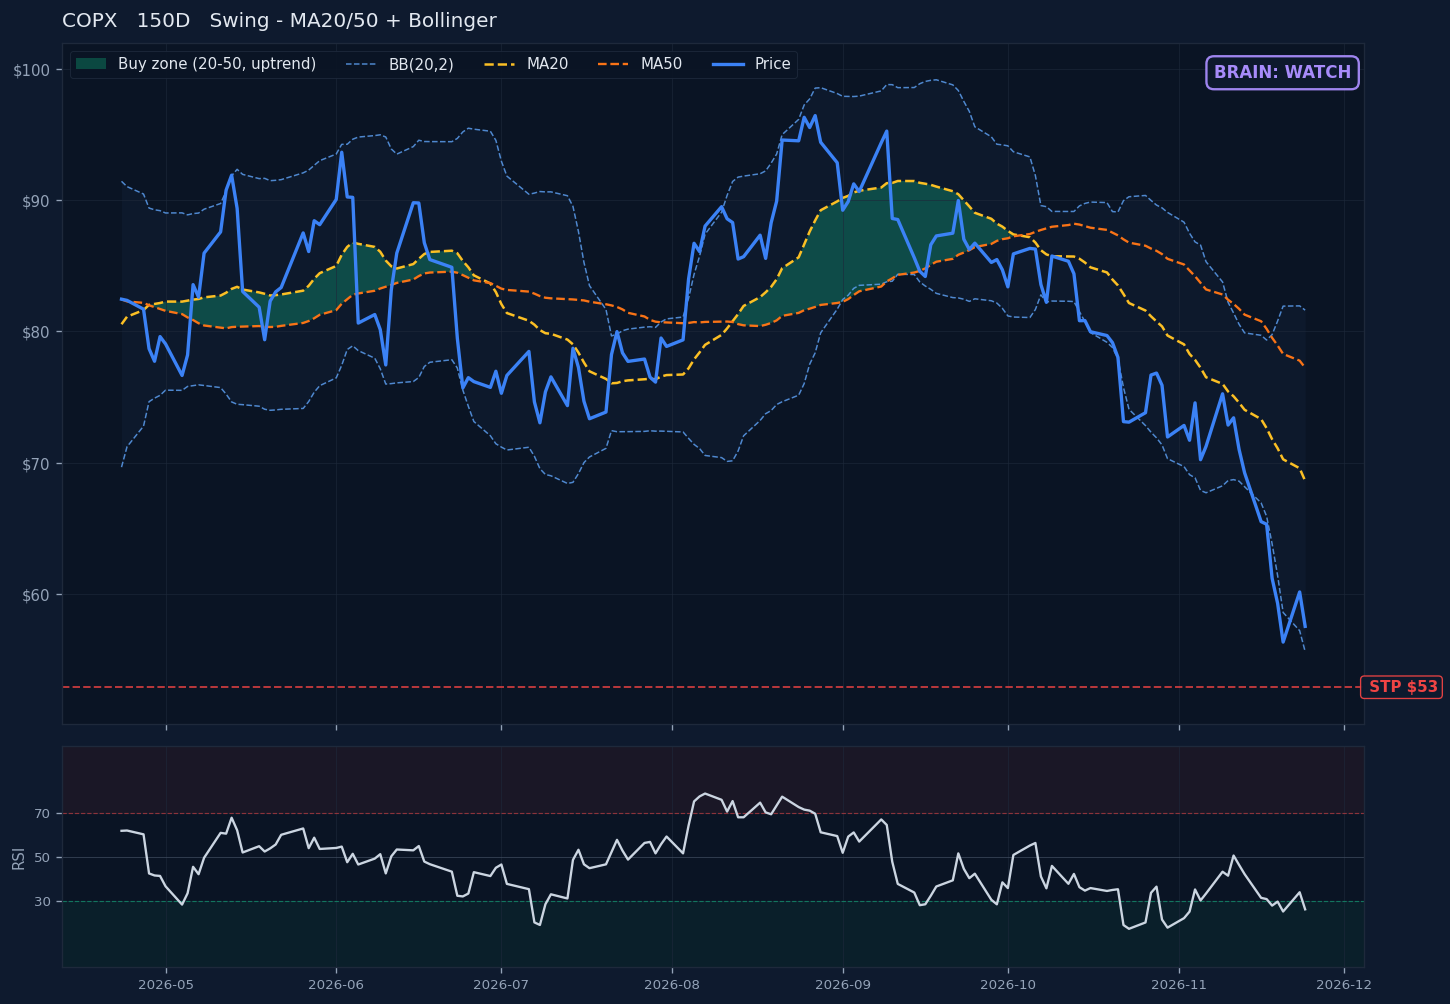 COPX   150D   Swing - MA20/50 + Bollinger
Buy zone (20-50, uptrend)   BB(20,2)   MA20   MA50   Price
BRAIN: WATCH
$100
$90
$80
$70
$60
STP $53
RSI
70
50
30
2026-05   2026-06   2026-07   2026-08   2026-09   2026-10   2026-11   2026-12